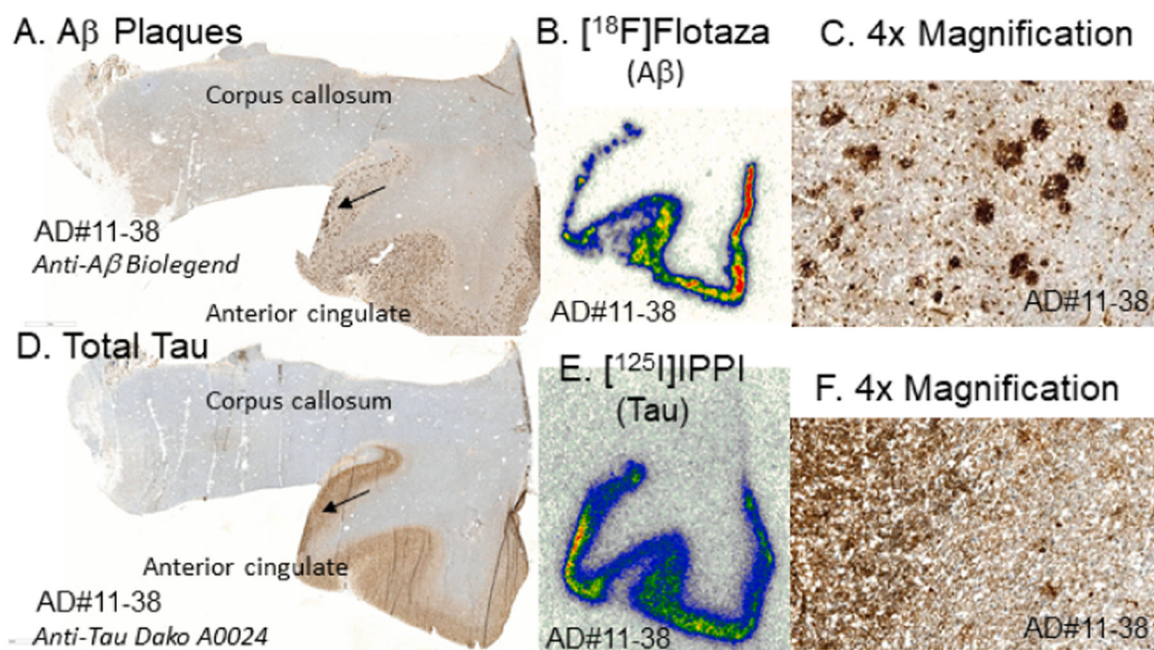 A. Aβ Plaques
Corpus callosum
AD#11-38
Anti-Aβ Biolegend
Anterior cingulate
B. [¹⁸F]Flotaza
(Aβ)
AD#11-38
C. 4x Magnification
AD#11-38
D. Total Tau
Corpus callosum
Anterior cingulate
AD#11-38
Anti-Tau Dako A0024
E. [¹²⁵I]IPPI
(Tau)
AD#11-38
F. 4x Magnification
AD#11-38